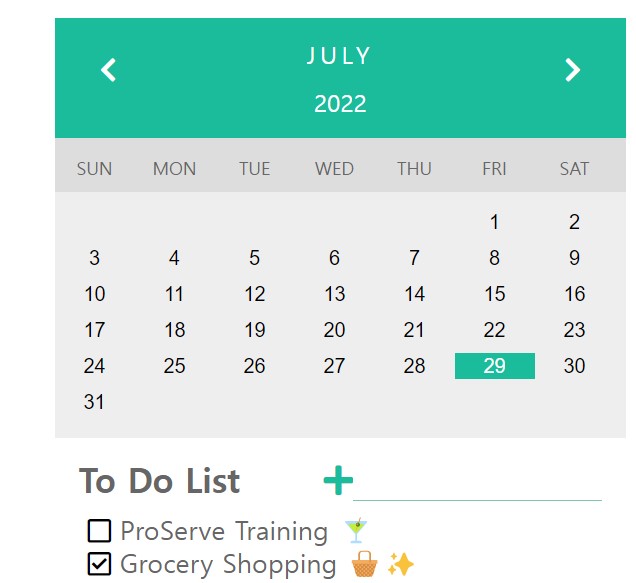 JULY
2022
SUN MON TUE WED THU FRI SAT
1 2
3 4 5 6 7 8 9
10 11 12 13 14 15 16
17 18 19 20 21 22 23
24 25 26 27 28 29 30
31
To Do List
ProServe Training
Grocery Shopping